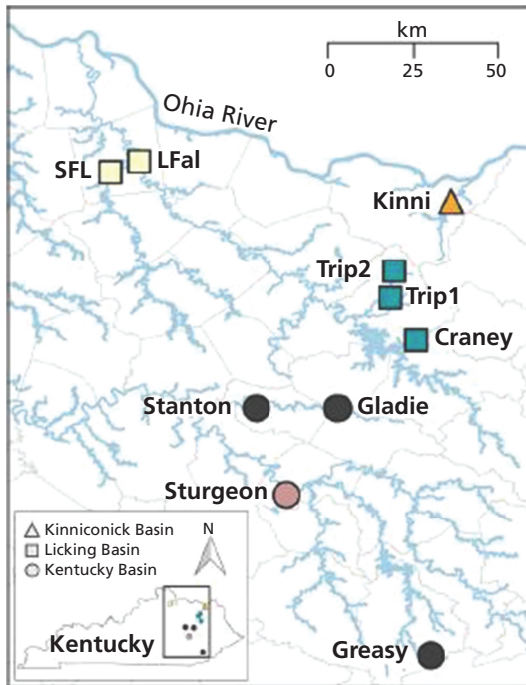 km
0 25 50
Ohia River
SFL
LFal
Kinni
Trip2
Trip1
Craney
Stanton
Gladie
Sturgeon
Kinniconick Basin
Licking Basin
Kentucky Basin
N
Kentucky
Greasy